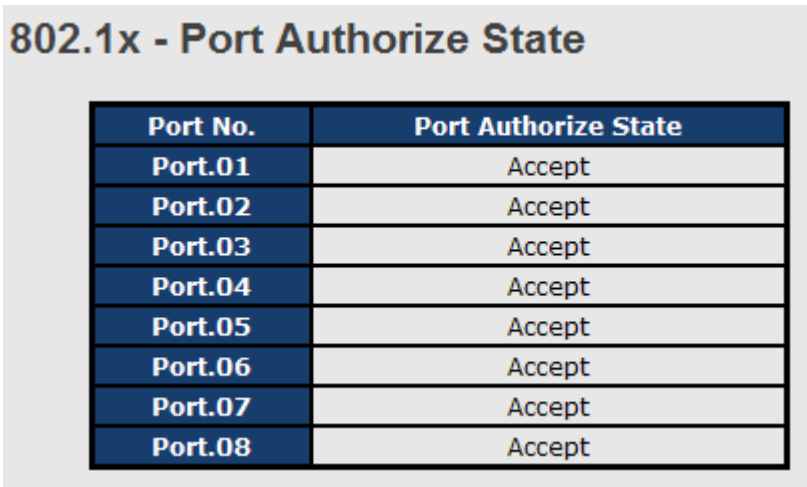 802.1x - Port Authorize State
Port No. Port Authorize State
Port.01 Accept
Port.02 Accept
Port.03 Accept
Port.04 Accept
Port.05 Accept
Port.06 Accept
Port.07 Accept
Port.08 Accept